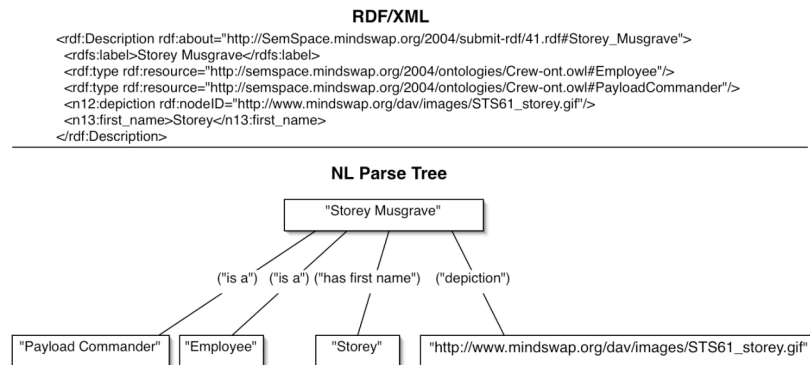 RDF/XML
<rdf:Description rdf:about="http://SemSpace.mindswap.org/2004/submit-rdf/41.rdf#Storey_Musgrave">
<rdfs:label>Storey Musgrave</rdfs:label>
<rdf:type rdf:resource="http://semspace.mindswap.org/2004/ontologies/Crew-ont.owl#Employee"/>
<rdf:type rdf:resource="http://semspace.mindswap.org/2004/ontologies/Crew-ont.owl#PayloadCommander"/>
<n12:depiction rdf:nodeID="http://www.mindswap.org/dav/images/STS61_storey.gif"/>
<n13:first_name>Storey</n13:first_name>
</rdf:Description>
NL Parse Tree
"Storey Musgrave"
("is a") ("is a") ("has first name") ("depiction")
"Payload Commander" "Employee" "Storey" "http://www.mindswap.org/dav/images/STS61_storey.gif"